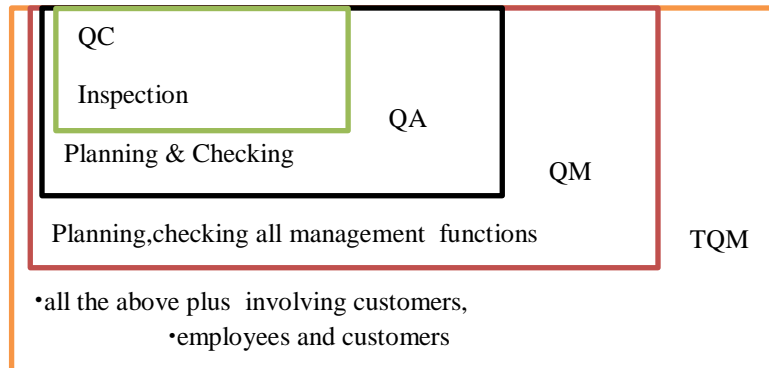 QC
Inspection
QA
Planning & Checking
QM
Planning,checking all management functions
TQM
•all the above plus involving customers,
•employees and customers